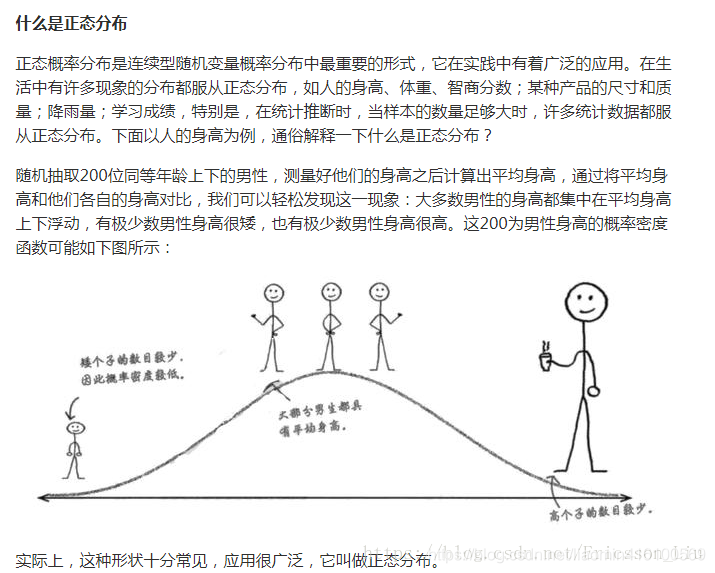 什么是正态分布
正态概率分布是连续型随机变量概率分布中最重要的形式，它在实践中有着广泛的应用。在生
活中有许多现象的分布都服从正态分布，如人的身高、体重、智商分数；某种产品的尺寸和质
量；降雨量；学习成绩，特别是，在统计推断时，当样本的数量足够大时，许多统计数据都服
从正态分布。下面以人的身高为例，通俗解释一下什么是正态分布？
随机抽取200位同等年龄上下的男性，测量好他们的身高之后计算出平均身高，通过将平均身
高和他们各自的身高对比，我们可以轻松发现这一现象：大多数男性的身高都集中在平均身高
上下浮动，有极少数男性身高很矮，也有极少数男性身高很高。这200为男性身高的概率密度
函数可能如下图所示：
矮个子的数目较少，
因此概率密度较低。
大部分男生都具
有平均身高。
高个子的数目较少。
实际上，这种形状十分常见，应用很广泛，它叫做正态分布。